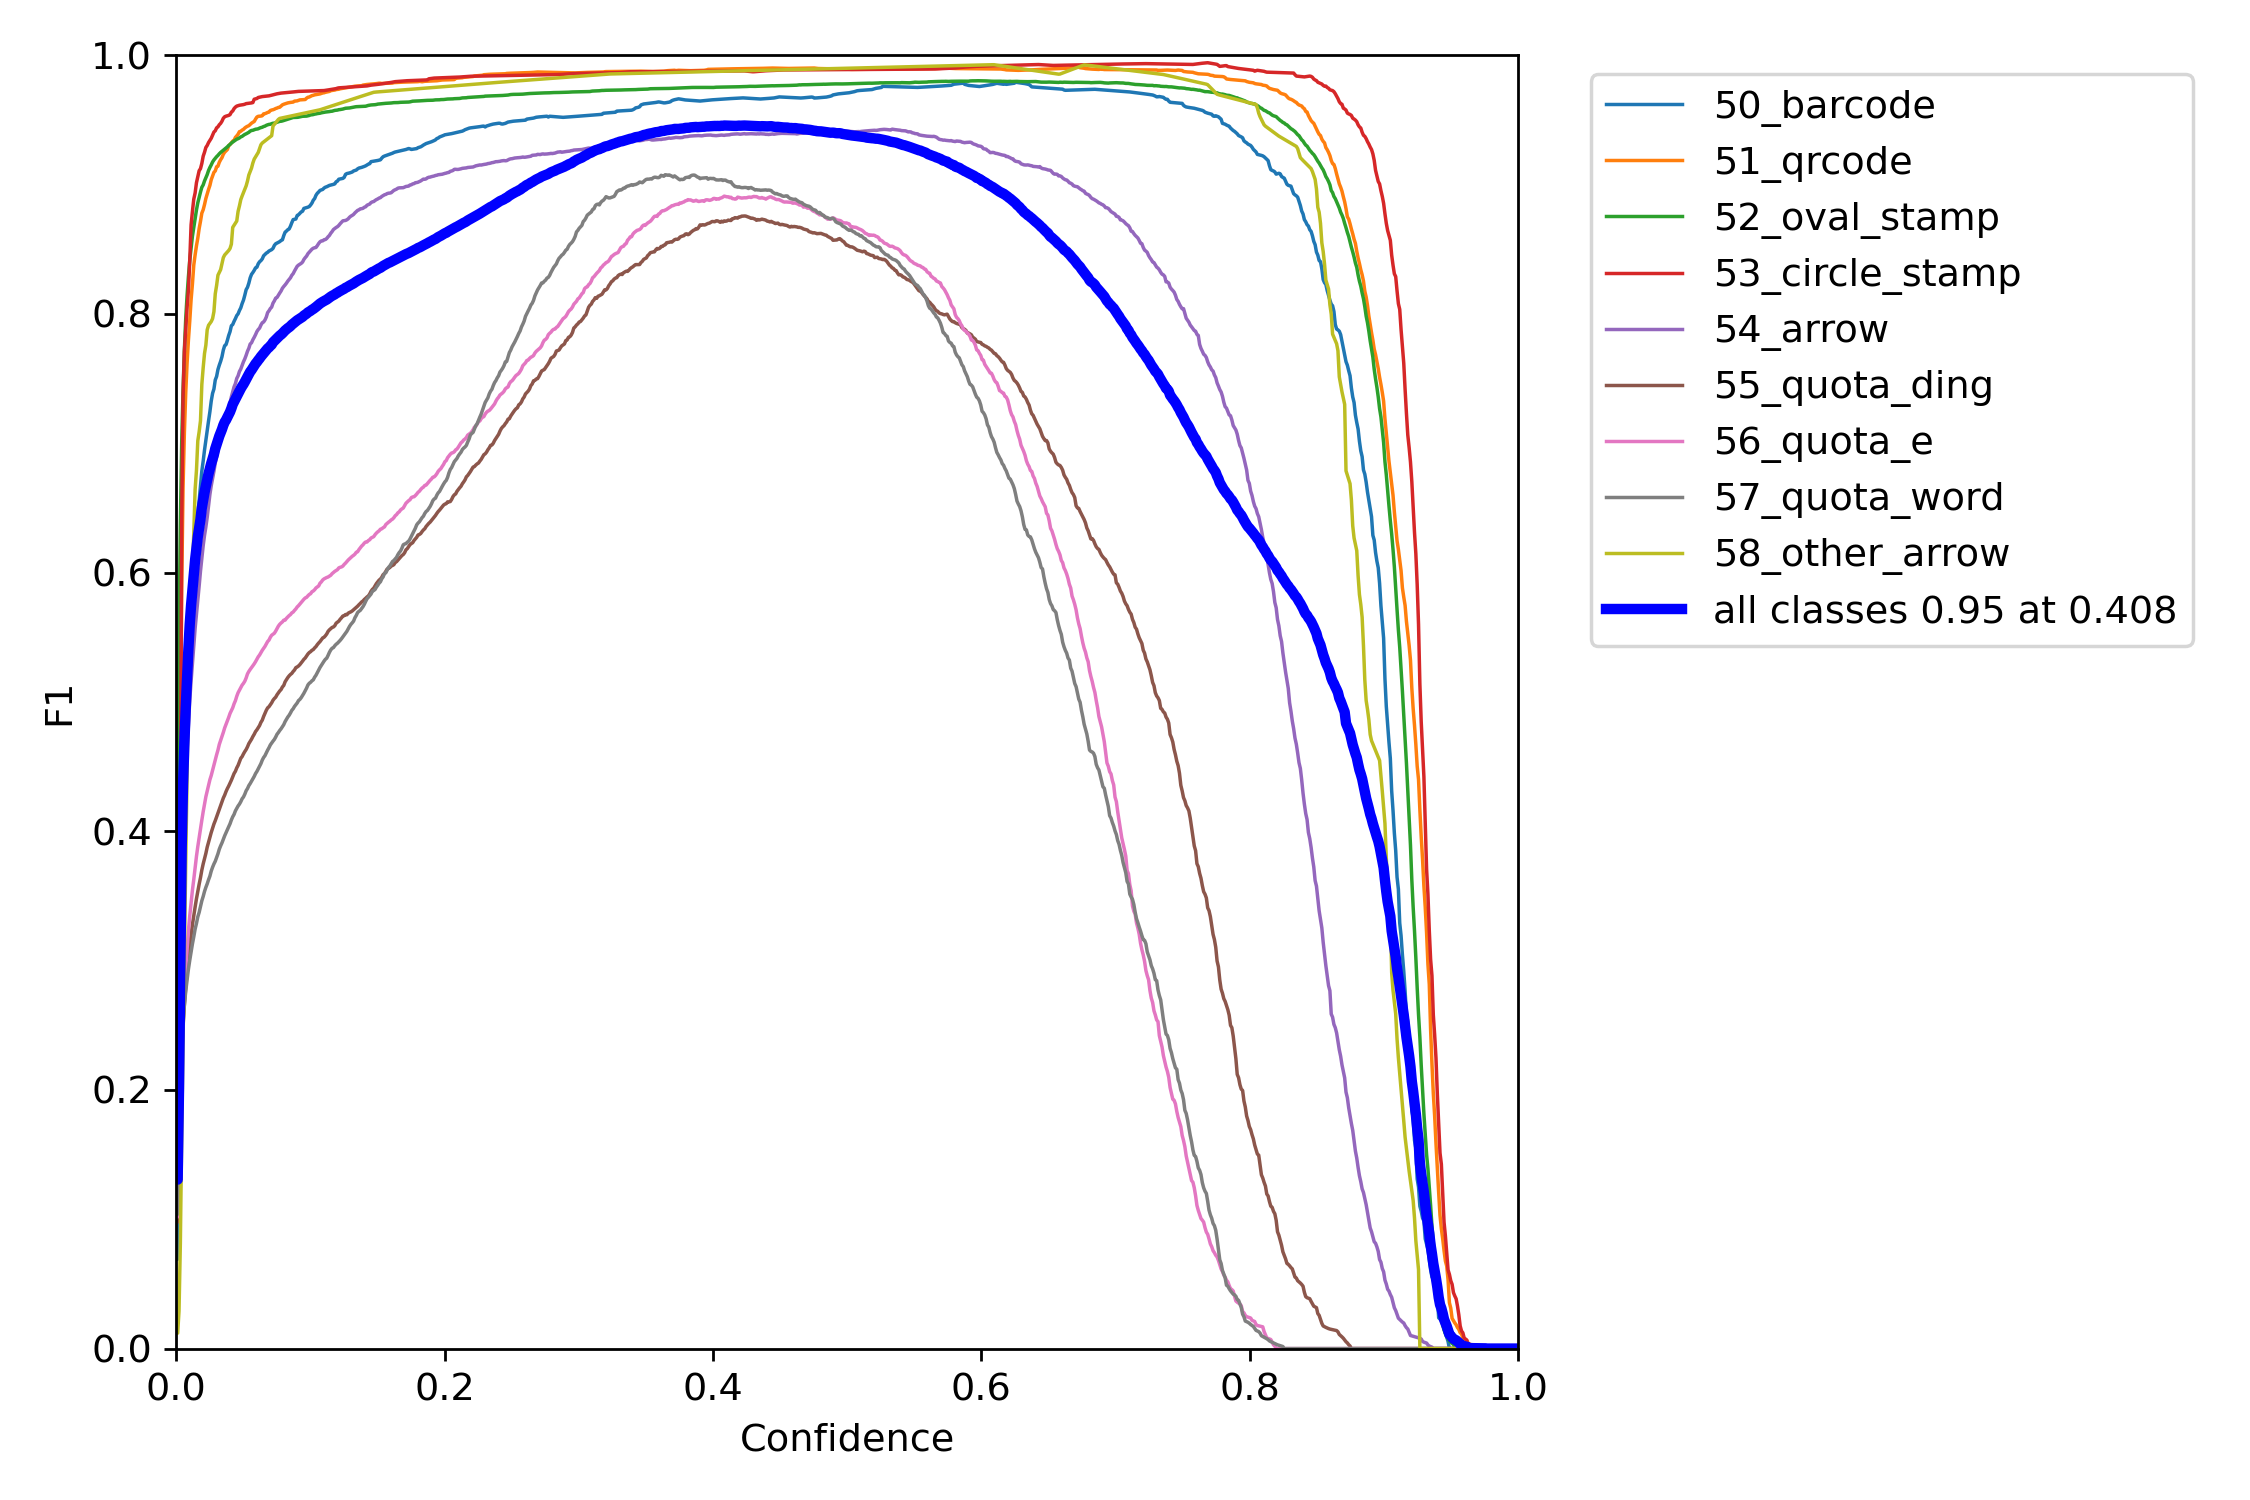 1.0
0.8
0.6
0.4
0.2
0.0
F1
0.0 0.2 0.4 0.6 0.8 1.0
Confidence
50_barcode
51_qrcode
52_oval_stamp
53_circle_stamp
54_arrow
55_quota_ding
56_quota_e
57_quota_word
58_other_arrow
all classes 0.95 at 0.408